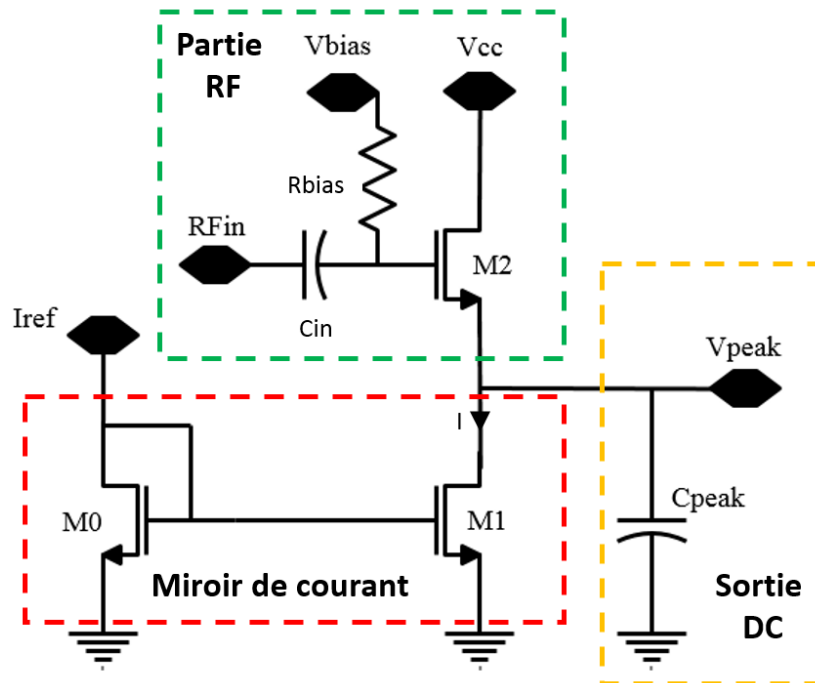 Partie
RF
Vbias
Vcc
Rbias
RFin
M2
Cin
Iref
Vpeak
I
Cpeak
M0
M1
Miroir de courant
Sortie
DC